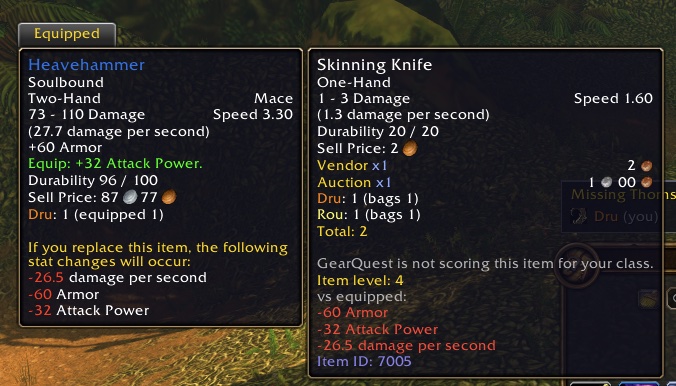 Equipped
Heavehammer
Soulbound
Two-Hand Mace
73 - 110 Damage Speed 3.30
(27.7 damage per second)
+60 Armor
Equip: +32 Attack Power.
Durability 96 / 100
Sell Price: 87 77
Dru: 1 (equipped 1)
If you replace this item, the following
stat changes will occur:
-26.5 damage per second
-60 Armor
-32 Attack Power
Skinning Knife
One-Hand
1 - 3 Damage Speed 1.60
(1.3 damage per second)
Durability 20 / 20
Sell Price: 2
Vendor x1 2
Auction x1 1 00
Dru: 1 (bags 1)
Rou: 1 (bags 1)
Total: 2
GearQuest is not scoring this item for your class.
Item level: 4
vs equipped:
-60 Armor
-32 Attack Power
-26.5 damage per second
Item ID: 7005
Missing Thorns
Dru (you)